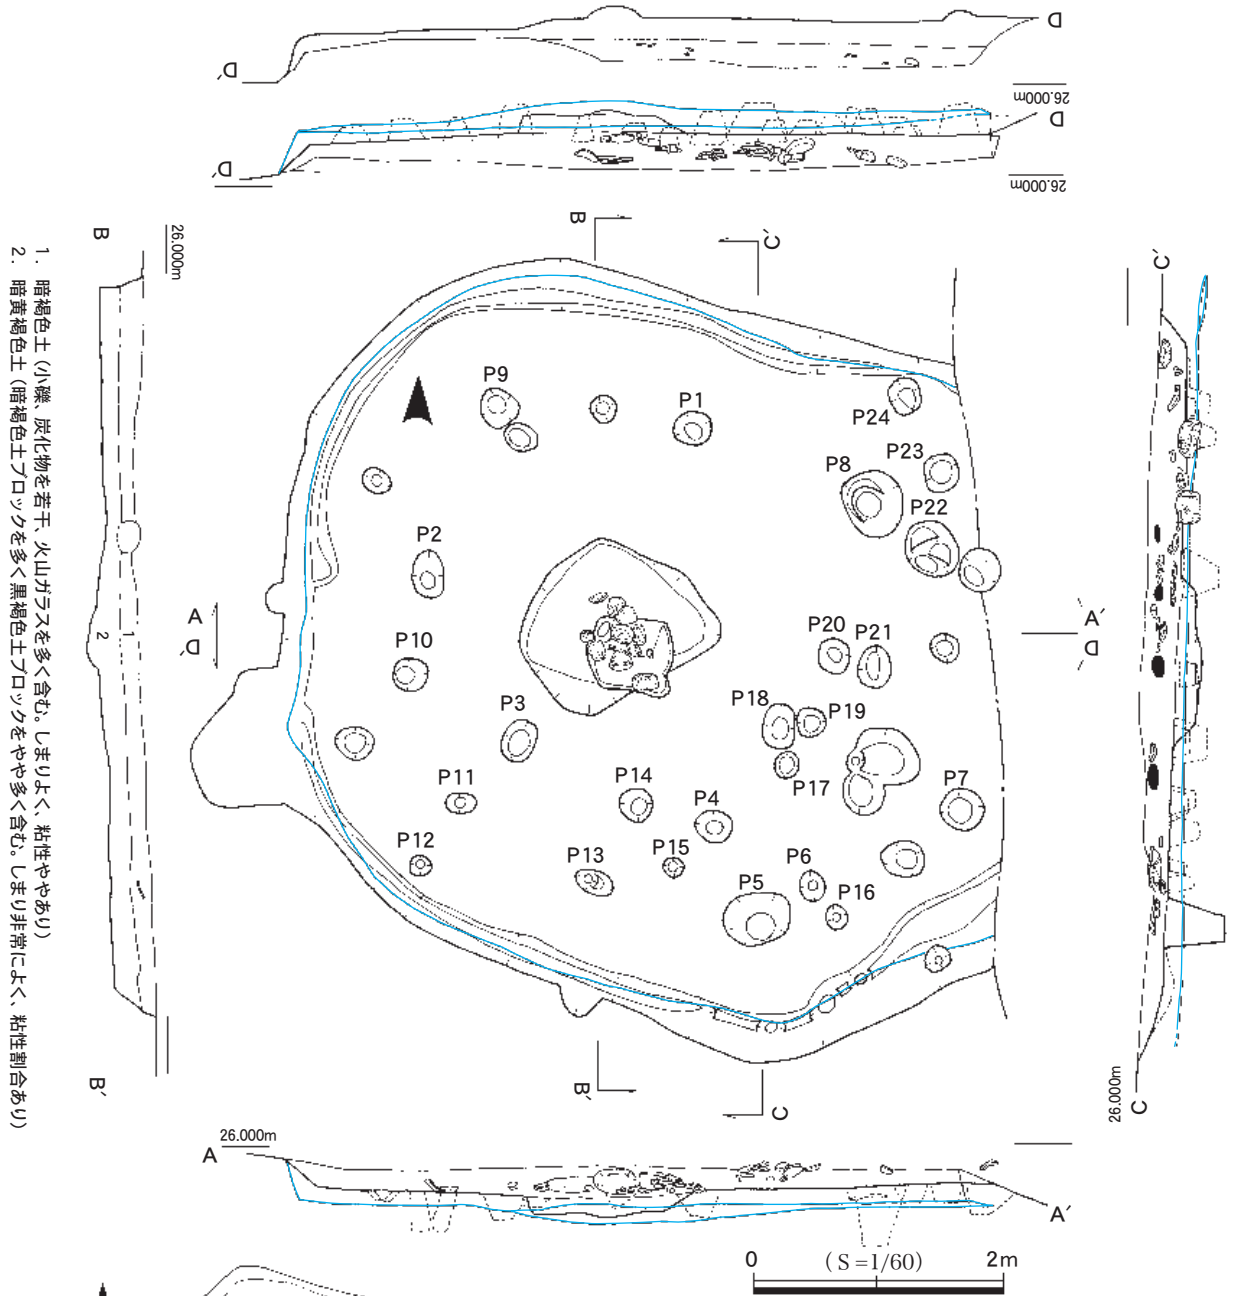 D
D′
26.000m
D
D′
26.000m
B
C′
C′
B
26.000m
1. 暗褐色土(小礫、炭化物を若干、火山ガラスを多く含む。しまりよく、粘性ややあり)
2. 暗黄褐色土(暗褐色土ブロックを多く黒褐色土ブロックをやや多く含む。しまり非常によく、粘性割合あり)
P9
P1
P24
P23
P8
P22
P2
A
D′
1
2
A′
D
P20
P21
P10
P3
P18
P19
P17
P7
P14
P4
P11
P12
P13
P15
P6
P5
P16
B′
B′
C
26.000m
C
A
26.000m
A′
0
(S=1/60)
2m